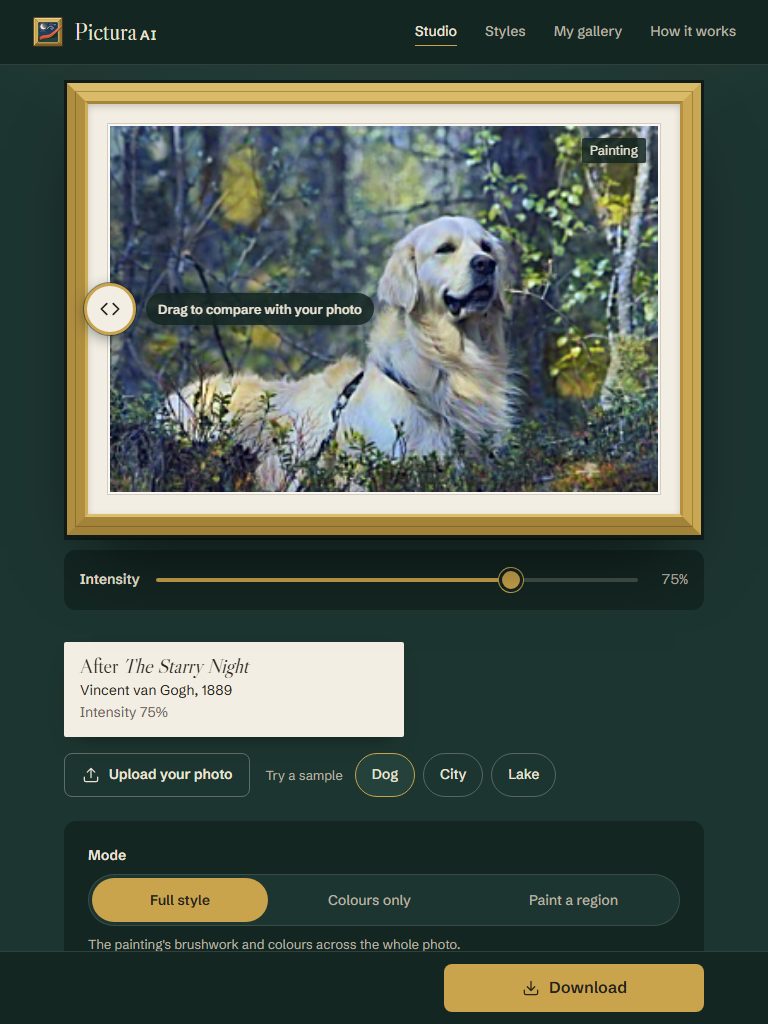 Pictura AI
Studio Styles My gallery How it works
Painting
Drag to compare with your photo
Intensity 75%
After The Starry Night
Vincent van Gogh, 1889
Intensity 75%
Upload your photo Try a sample Dog City Lake
Mode
Full style Colours only Paint a region
The painting's brushwork and colours across the whole photo.
Download